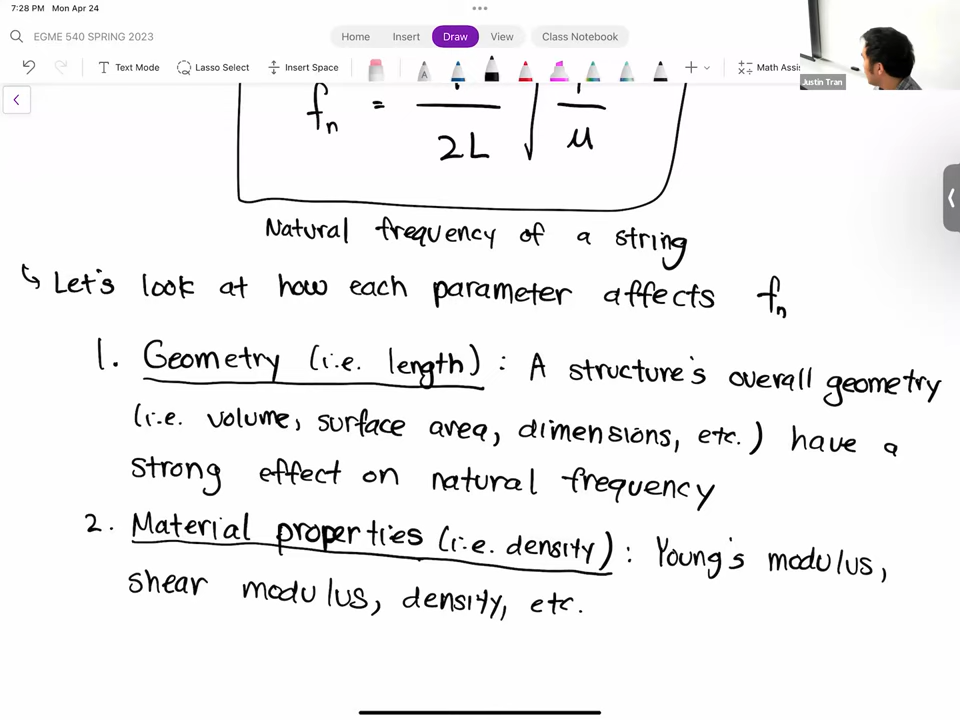 7:28 PM Mon Apr 24
EGME 540 SPRING 2023
Home Insert Draw View Class Notebook
Text Mode Lasso Select Insert Space Math Assis
Justin Tran
fn =
2L √ μ
Natural frequency of a string
↳ Let's look at how each parameter affects fn
1. Geometry (i.e. length) : A structure's overall geometry
(i.e. volume, surface area, dimensions, etc.) have a
strong effect on natural frequency
2. Material properties (i.e. density) : Young's modulus,
shear modulus, density, etc.